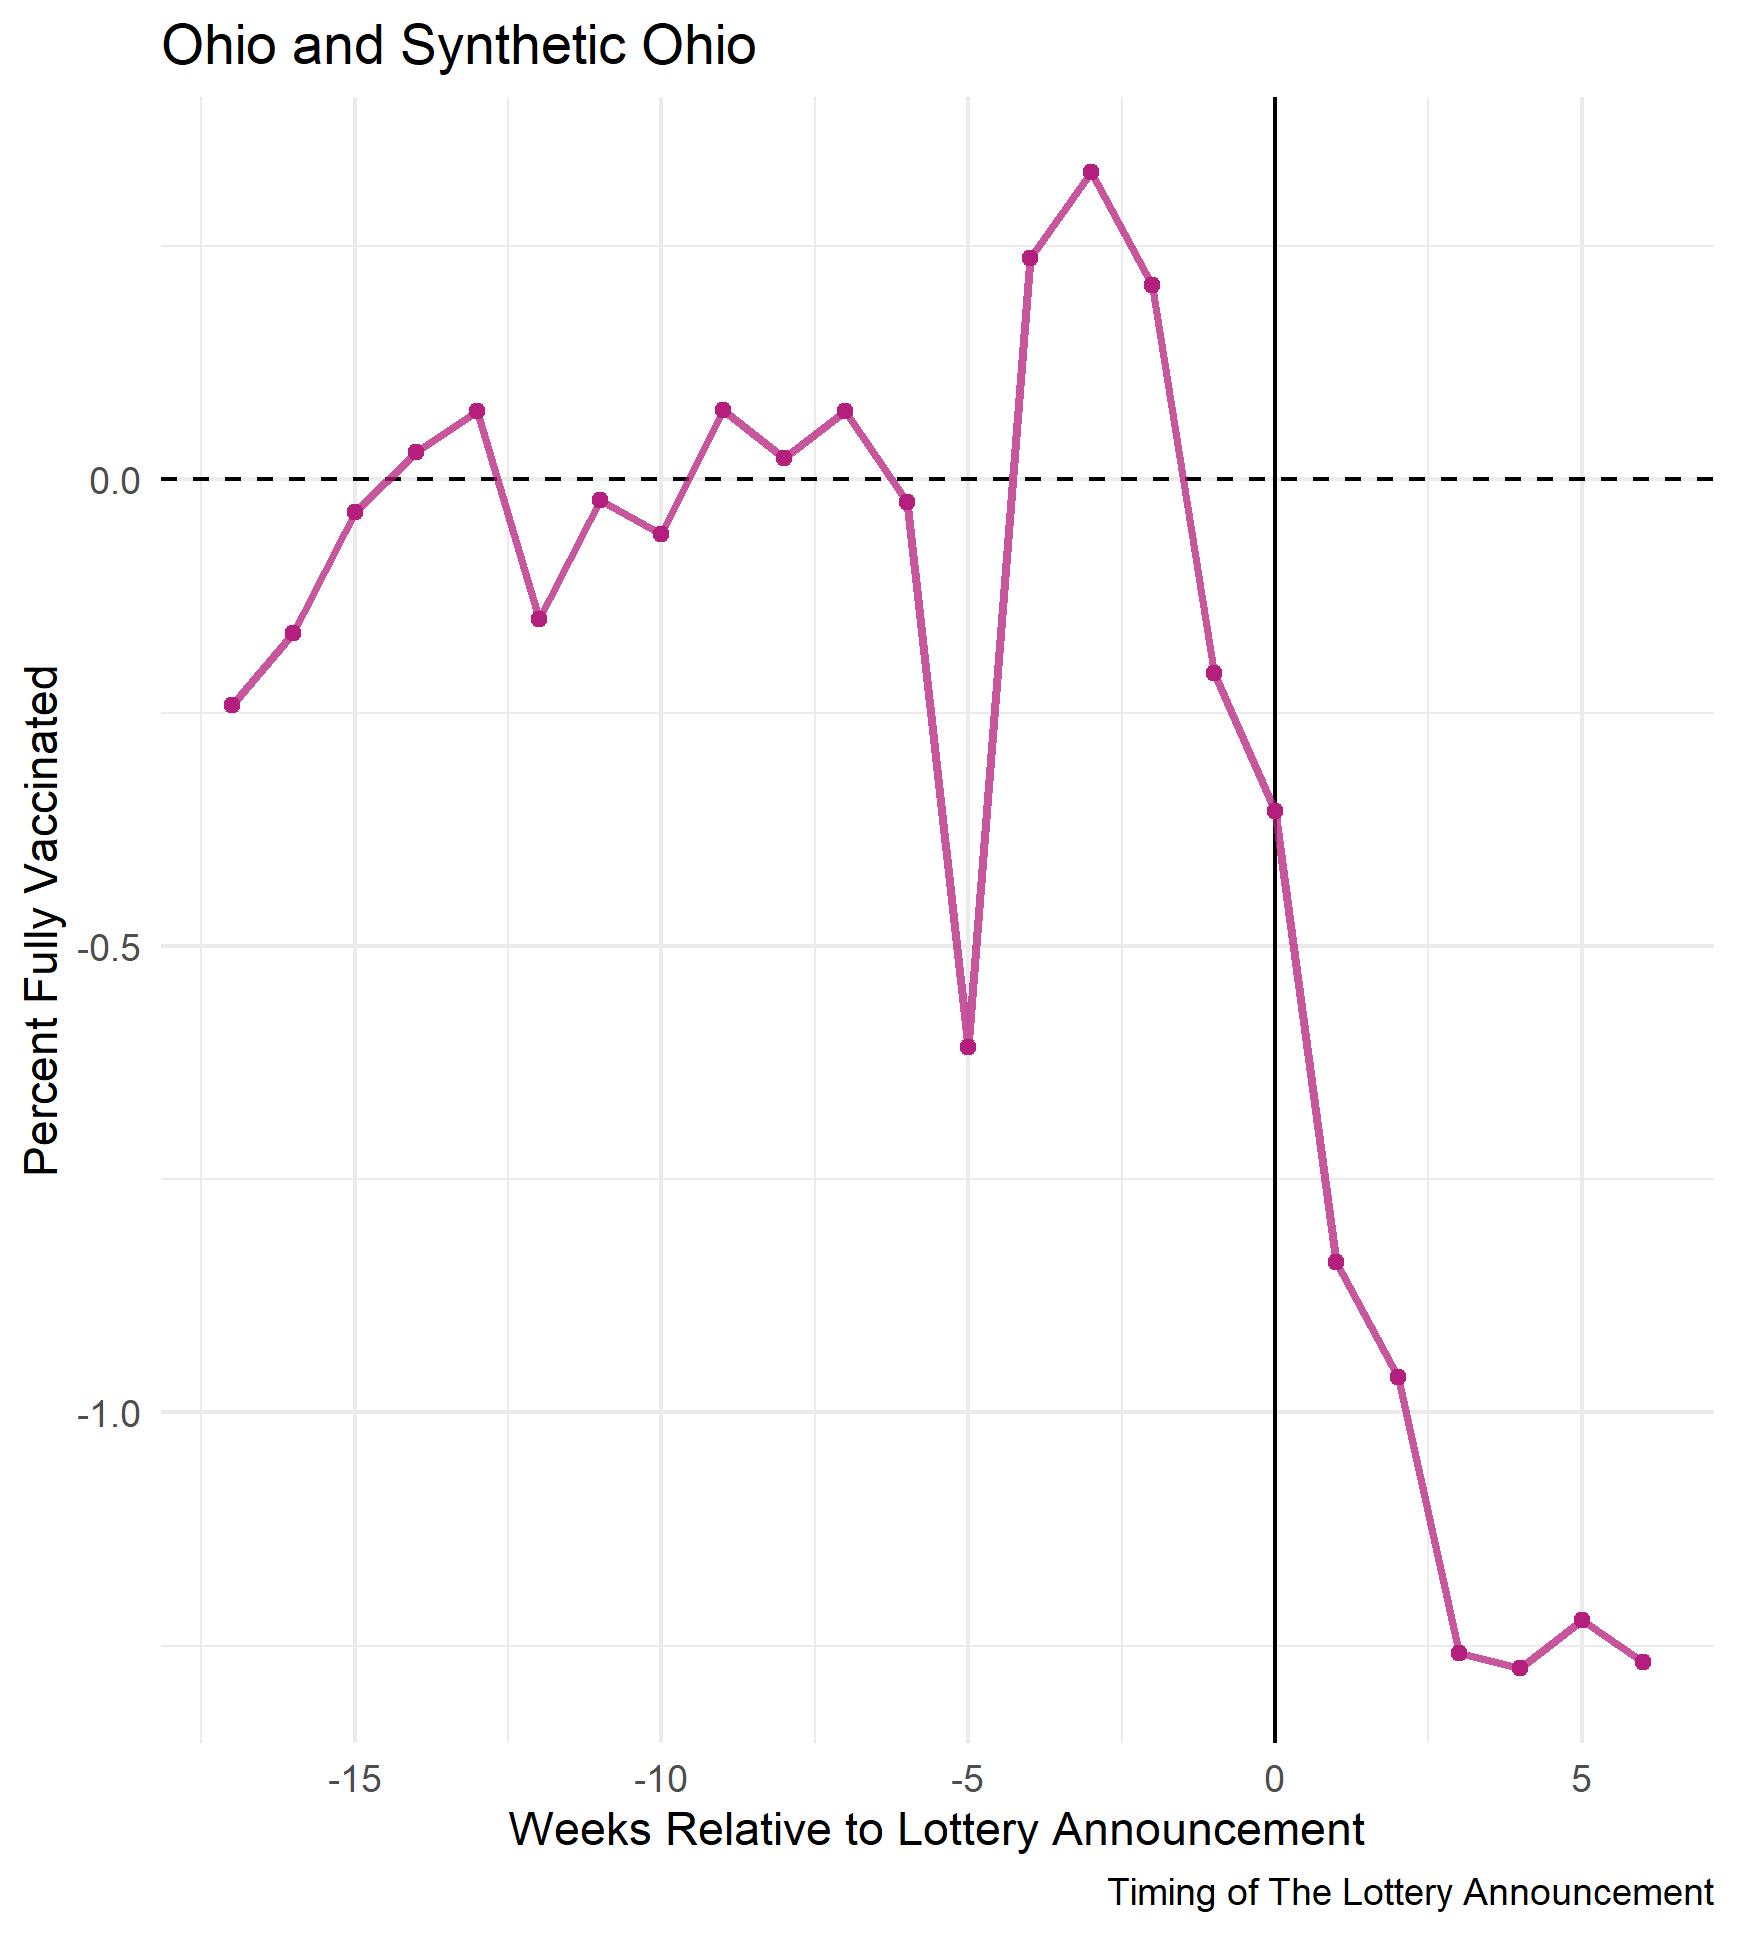 Ohio and Synthetic Ohio
Percent Fully Vaccinated
0.0
-0.5
-1.0
-15 -10 -5 0 5
Weeks Relative to Lottery Announcement
Timing of The Lottery Announcement